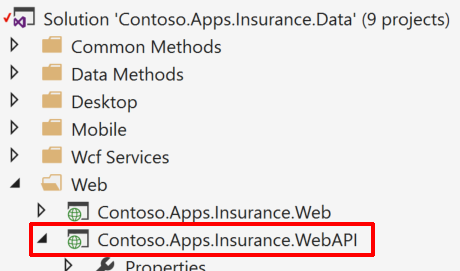 Solution 'Contoso.Apps.Insurance.Data' (9 projects)
Common Methods
Data Methods
Desktop
Mobile
Wcf Services
Web
Contoso.Apps.Insurance.Web
Contoso.Apps.Insurance.WebAPI
Properties